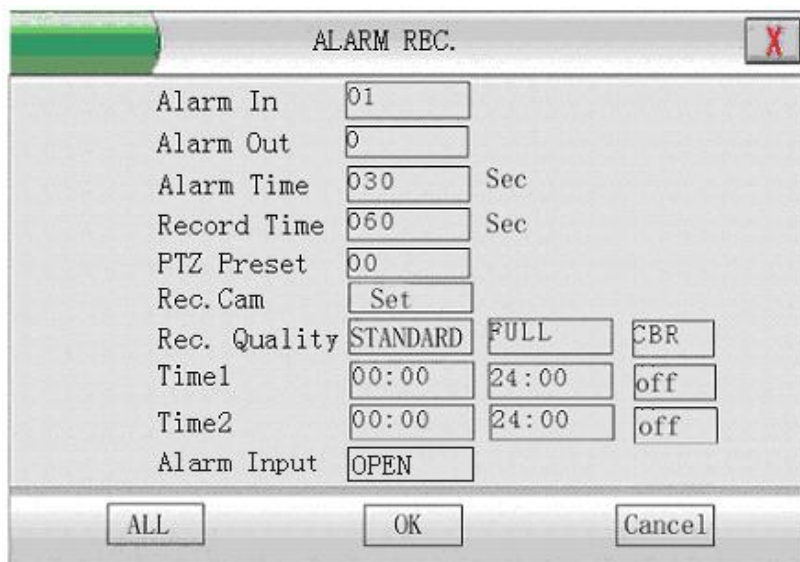 ALARM REC. X
Alarm In 01
Alarm Out 0
Alarm Time 030 Sec
Record Time 060 Sec
PTZ Preset 00
Rec.Cam Set
Rec. Quality STANDARD FULL CBR
Time1 00:00 24:00 off
Time2 00:00 24:00 off
Alarm Input OPEN
ALL OK Cancel